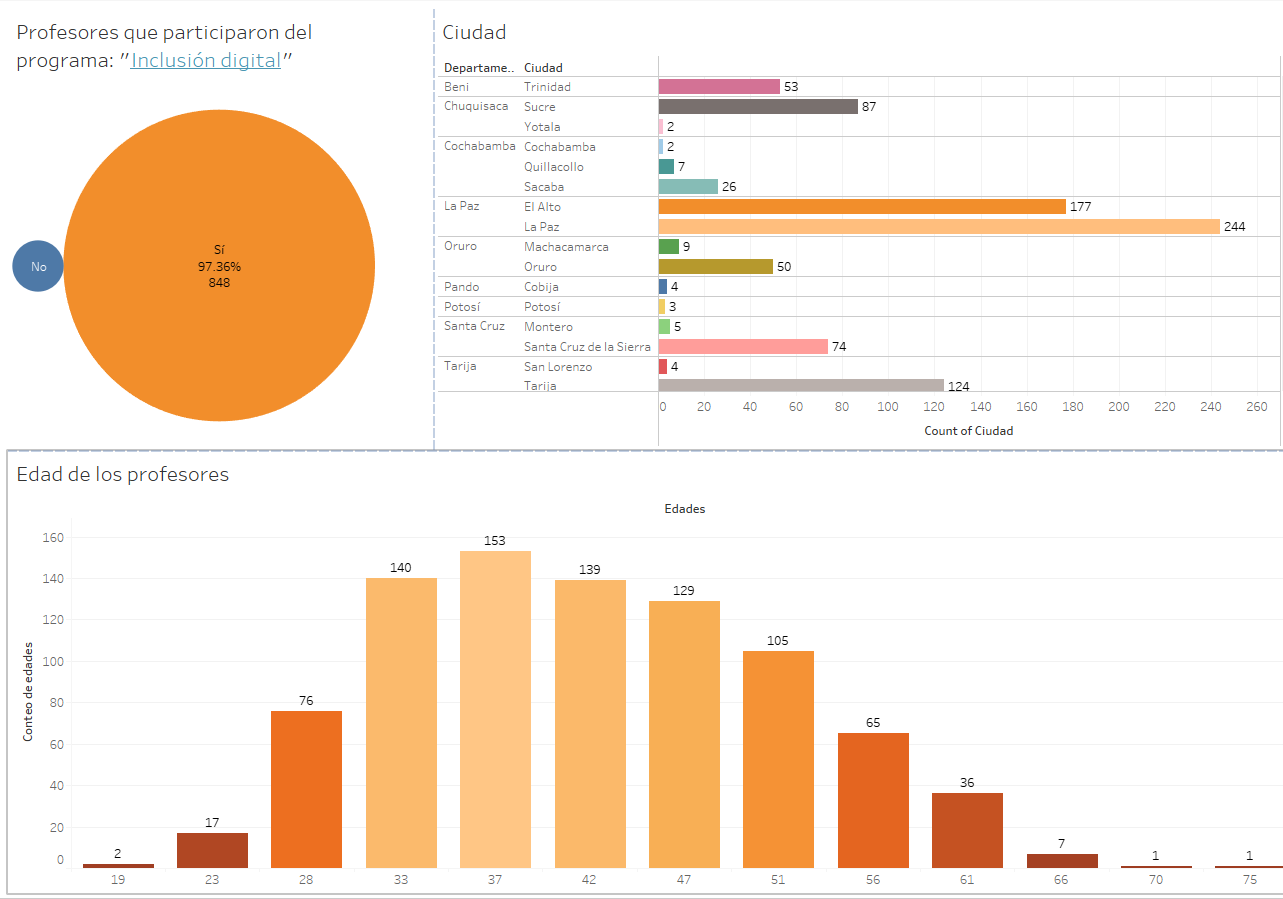 Profesores que participaron del
programa: "Inclusión digital"
Sí
97.36%
848
No
Ciudad
Departame.. Ciudad
Beni Trinidad 53
Chuquisaca Sucre 87
Yotala 2
Cochabamba Cochabamba 2
Quillacollo 7
Sacaba 26
La Paz El Alto 177
La Paz 244
Oruro Machacamarca 9
Oruro 50
Pando Cobija 4
Potosí Potosí 3
Santa Cruz Montero 5
Santa Cruz de la Sierra 74
Tarija San Lorenzo 4
Tarija 124
0 20 40 60 80 100 120 140 160 180 200 220 240 260
Count of Ciudad
Edad de los profesores
Edades
Conteo de edades
160
140
120
100
80
60
40
20
0
2 17 76 140 153 139 129 105 65 36 7 1 1
19 23 28 33 37 42 47 51 56 61 66 70 75